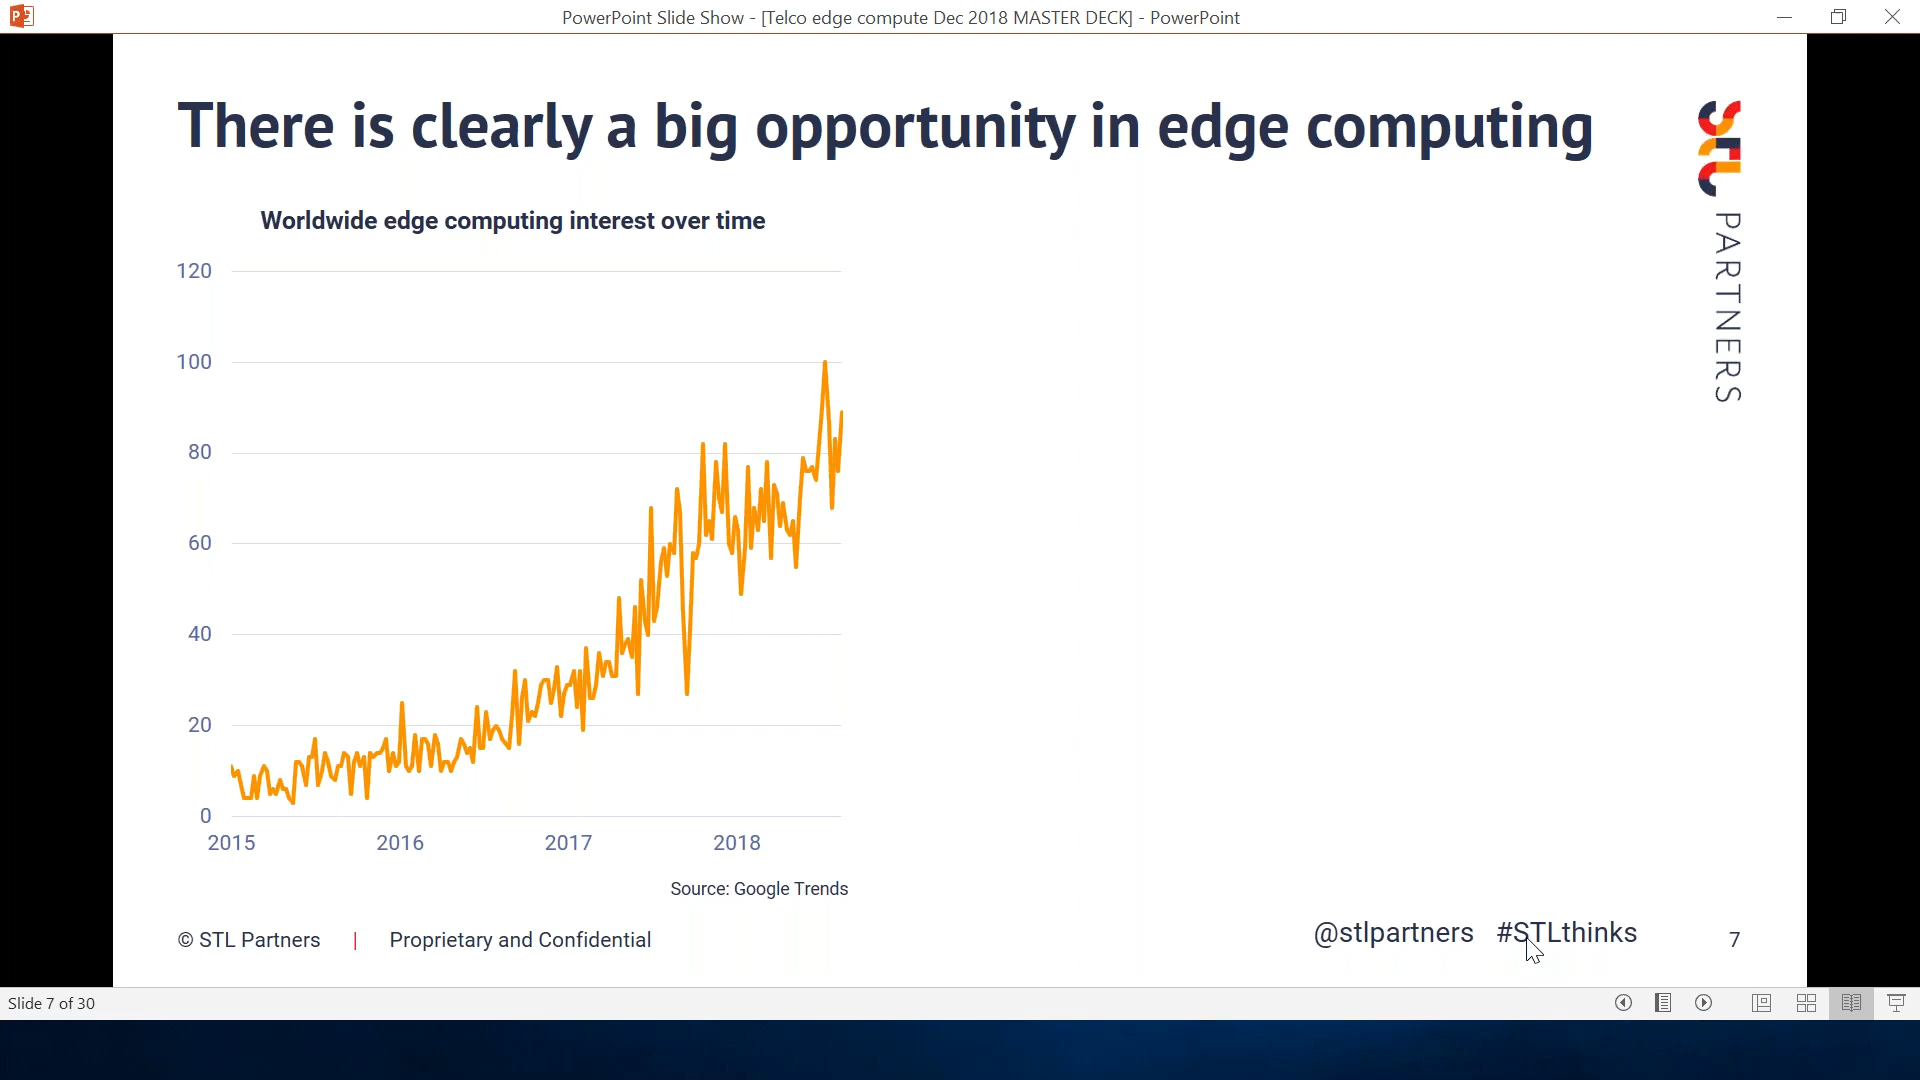 PowerPoint Slide Show - [Telco edge compute Dec 2018 MASTER DECK] - PowerPoint
There is clearly a big opportunity in edge computing
STL PARTNERS
Worldwide edge computing interest over time
120
100
80
60
40
20
0
2015 2016 2017 2018
Source: Google Trends
© STL Partners | Proprietary and Confidential
@stlpartners #STLthinks
7
Slide 7 of 30